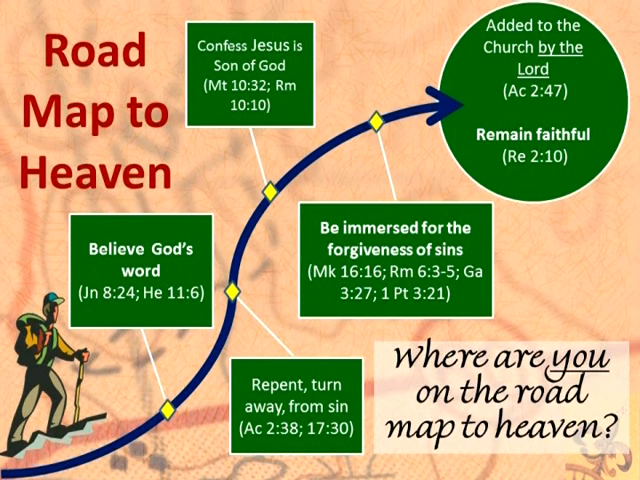 Road
Map to
Heaven
Confess Jesus is
Son of God
(Mt 10:32; Rm
10:10)
Added to the
Church by the
Lord
(Ac 2:47)
Remain faithful
(Re 2:10)
Believe God's
word
(Jn 8:24; He 11:6)
Be immersed for the
forgiveness of sins
(Mk 16:16; Rm 6:3-5; Ga
3:27; 1 Pt 3:21)
Repent, turn
away, from sin
(Ac 2:38; 17:30)
Where are you
on the road
map to heaven?